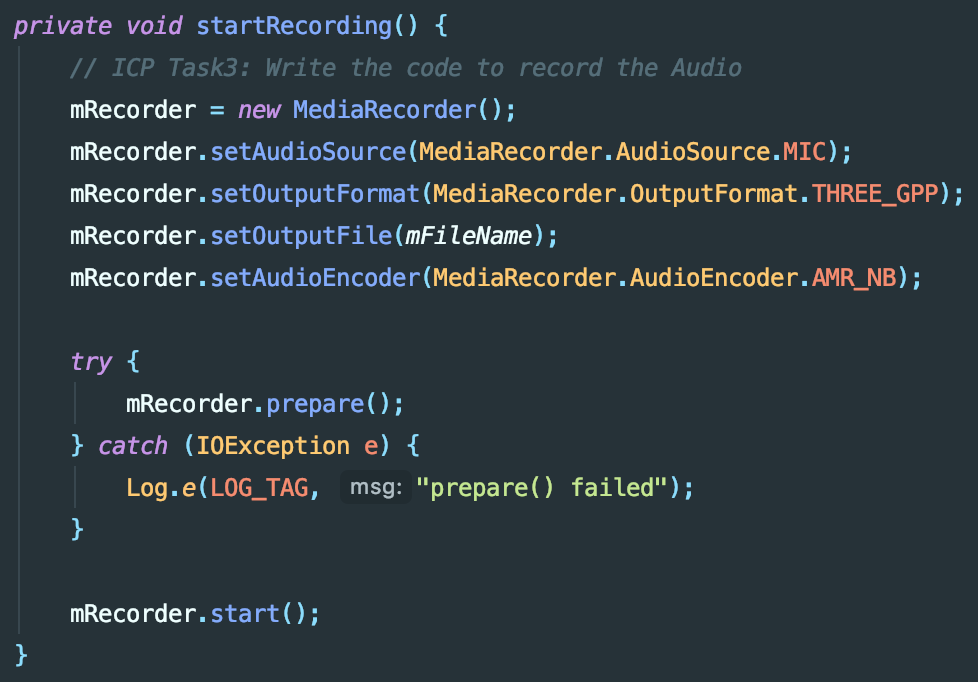 private void startRecording() {
// ICP Task3: Write the code to record the Audio
mRecorder = new MediaRecorder();
mRecorder.setAudioSource(MediaRecorder.AudioSource.MIC);
mRecorder.setOutputFormat(MediaRecorder.OutputFormat.THREE_GPP);
mRecorder.setOutputFile(mFileName);
mRecorder.setAudioEncoder(MediaRecorder.AudioEncoder.AMR_NB);
try {
mRecorder.prepare();
} catch (IOException e) {
Log.e(LOG_TAG, msg: "prepare() failed");
}
mRecorder.start();
}